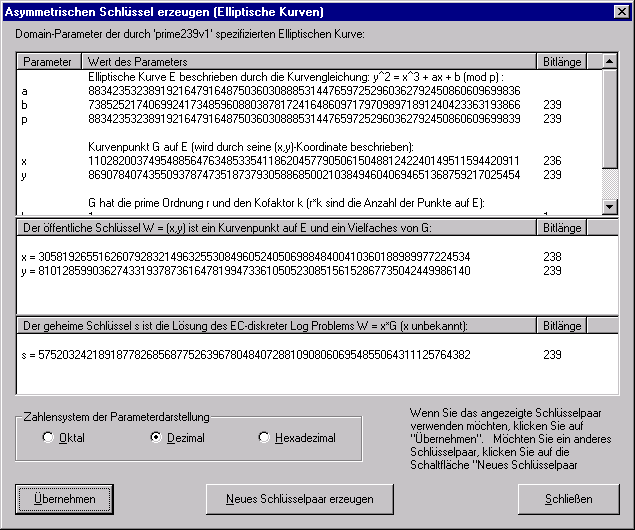 Asymmetrischen Schlüssel erzeugen (Elliptische Kurven)
Domain-Parameter der durch 'prime239v1' spezifizierten Elliptischen Kurve:
Parameter Wert des Parameters Bitlänge
Elliptische Kurve E beschrieben durch die Kurvengleichung: y^2 = x^3 + ax + b (mod p) :
a 883423532389192164791648750360308885314476597252960362792450860609699836
b 738525217406992417348596088038781724164860971797098971891240423363193866 239
p 883423532389192164791648750360308885314476597252960362792450860609699839 239
Kurvenpunkt G auf E (wird durch seine (x,y)-Koordinate beschrieben):
x 110282003749548856476348533541186204577905061504881242240149511594420911 236
y 869078407435509378747351873793058868500210384946040694651368759217025454 239
G hat die prime Ordnung r und den Kofaktor k (r*k sind die Anzahl der Punkte auf E):
Der öffentliche Schlüssel W = (x,y) ist ein Kurvenpunkt auf E und ein Vielfaches von G: Bitlänge
x = 305819265516260792832149632553084960524050698848400410360188989977224534 238
y = 810128599036274331937873616478199473361050523085156152867735042449986140 239
Der geheime Schlüssel s ist die Lösung des EC-diskreter Log Problems W = x*G (x unbekannt): Bitlänge
s = 575203242189187782685687752639678048407288109080606954855064311125764382 239
Zahlensystem der Parameterdarstellung
Oktal Dezimal Hexadezimal
Wenn Sie das angezeigte Schlüsselpaar
verwenden möchten, klicken Sie auf
"Übernehmen". Möchten Sie ein anderes
Schlüsselpaar, klicken Sie auf die
Schaltfläche "Neues Schlüsselpaar
Übernehmen Neues Schlüsselpaar erzeugen Schließen